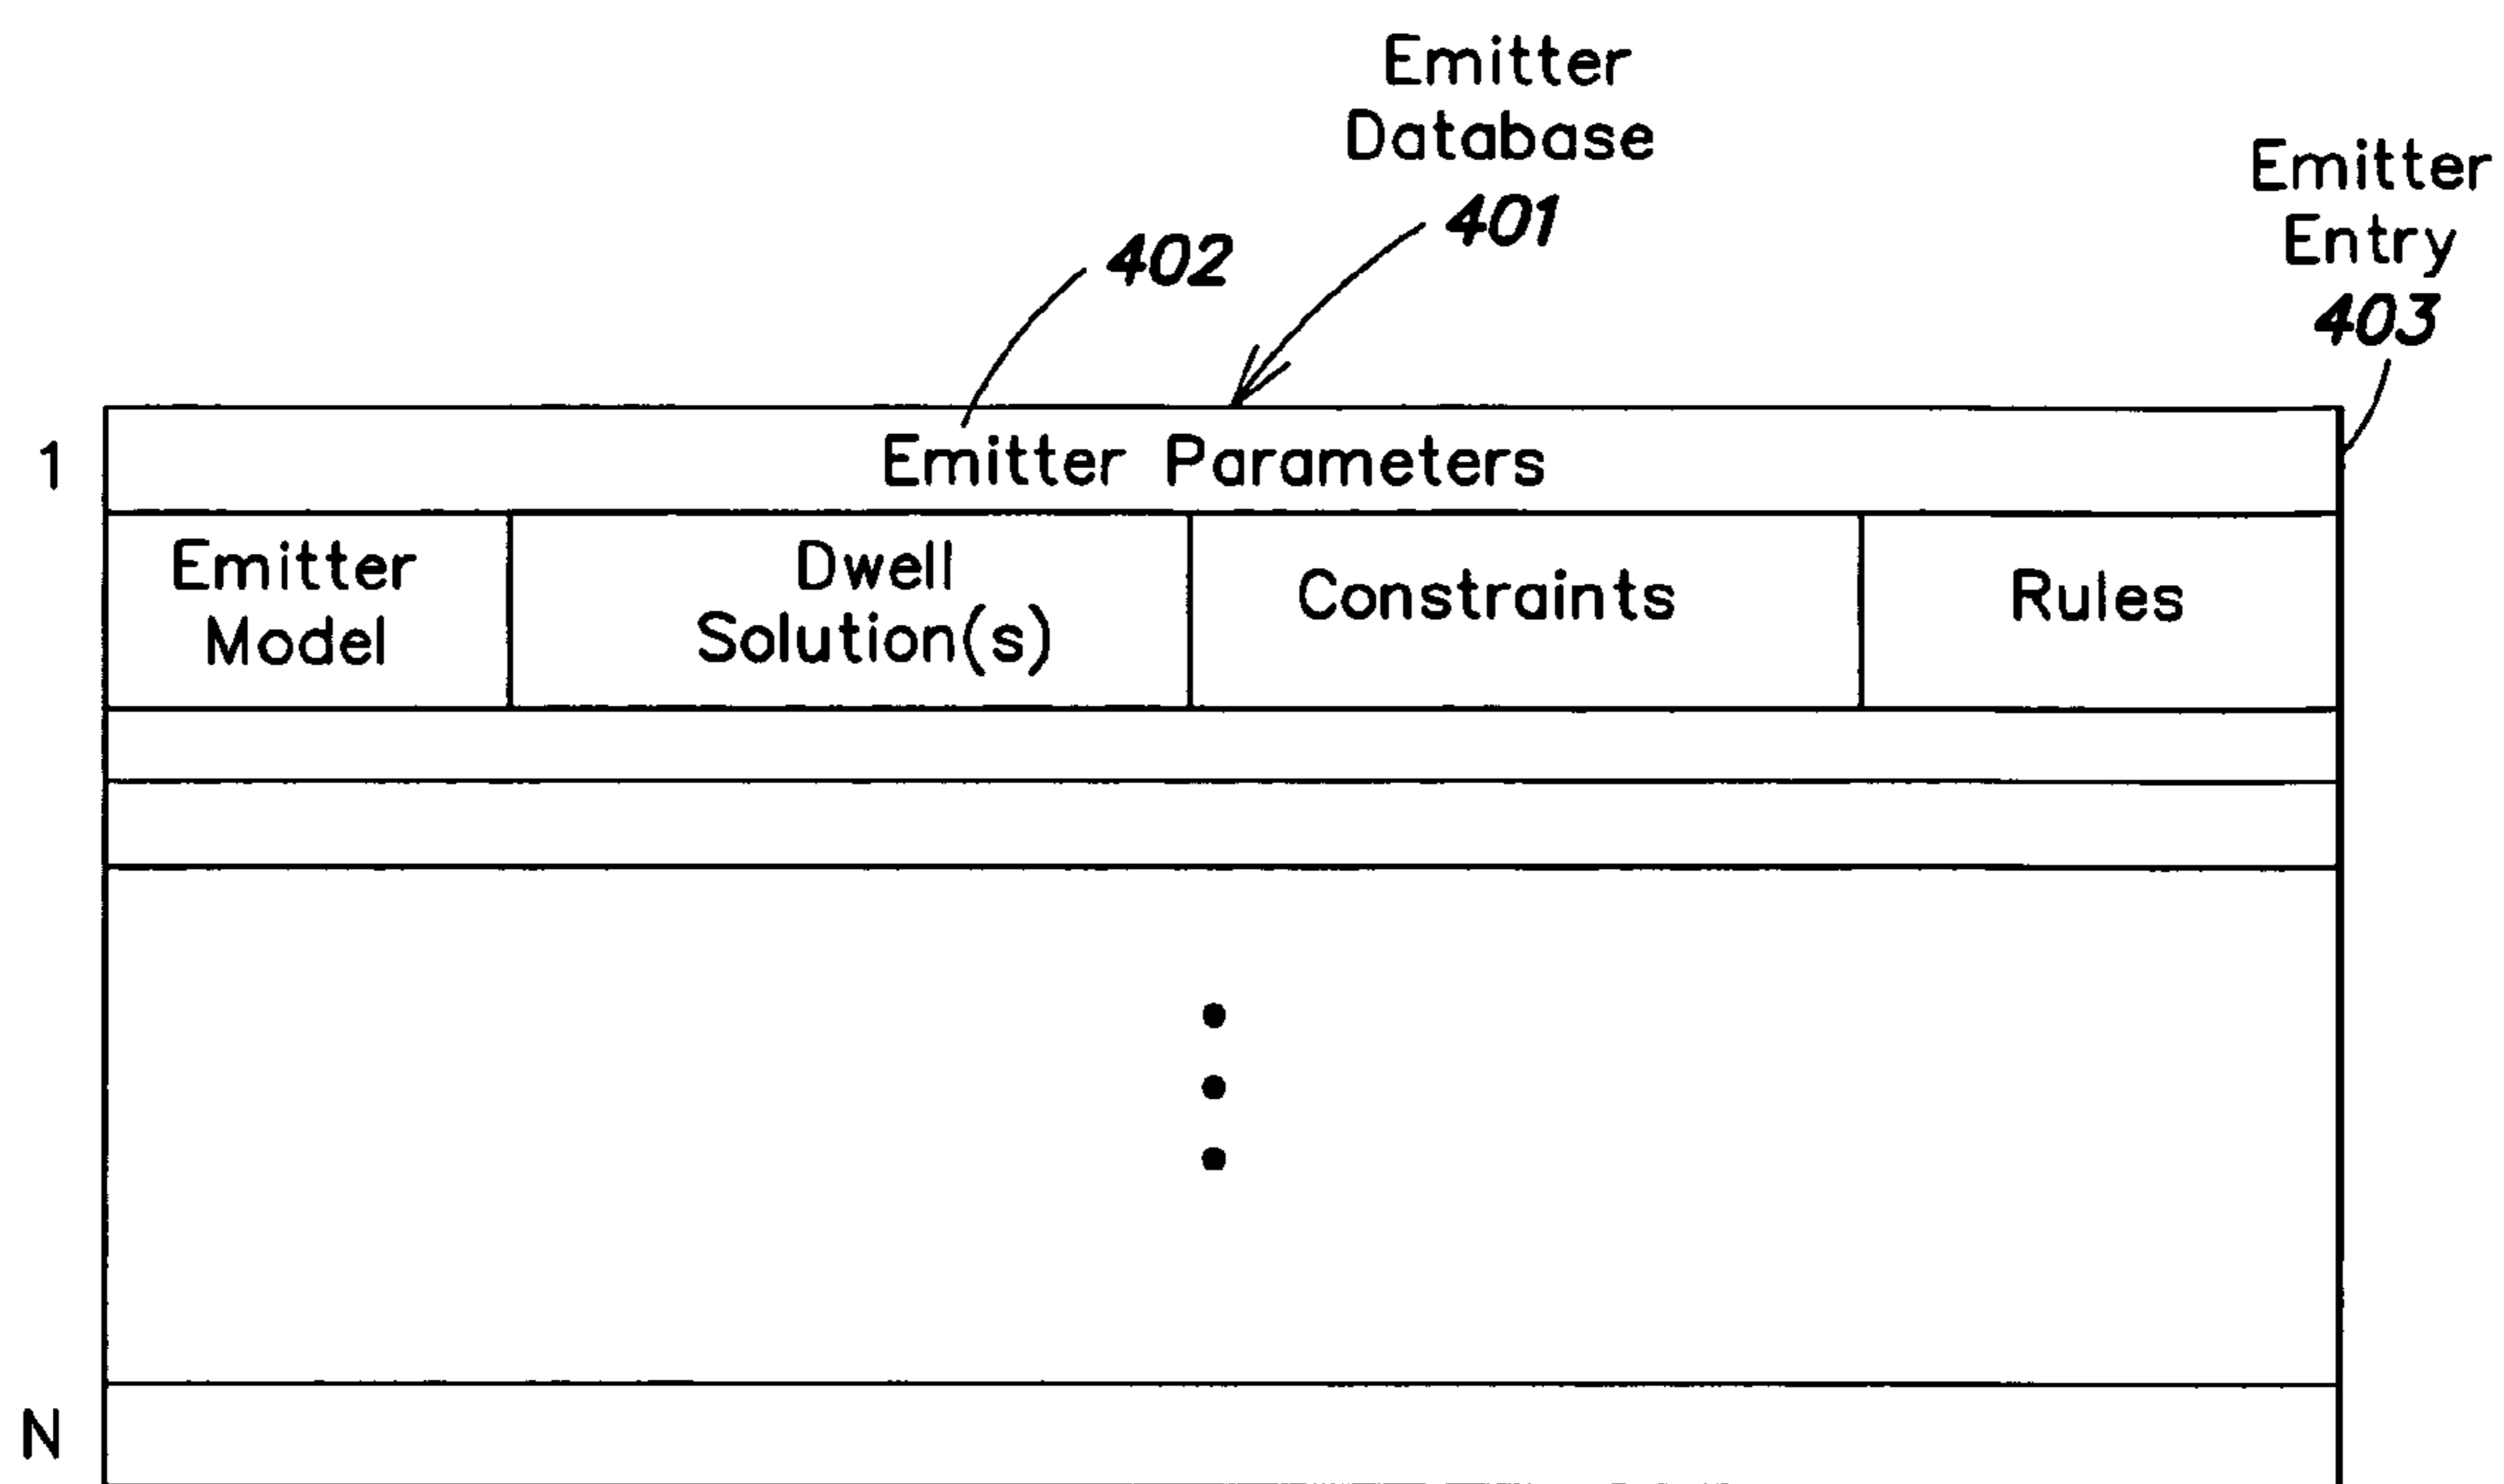 Emitter
Database
401
402
Emitter
Entry
403
1
Emitter Parameters
Emitter
Model
Dwell
Solution(s)
Constraints
Rules
N